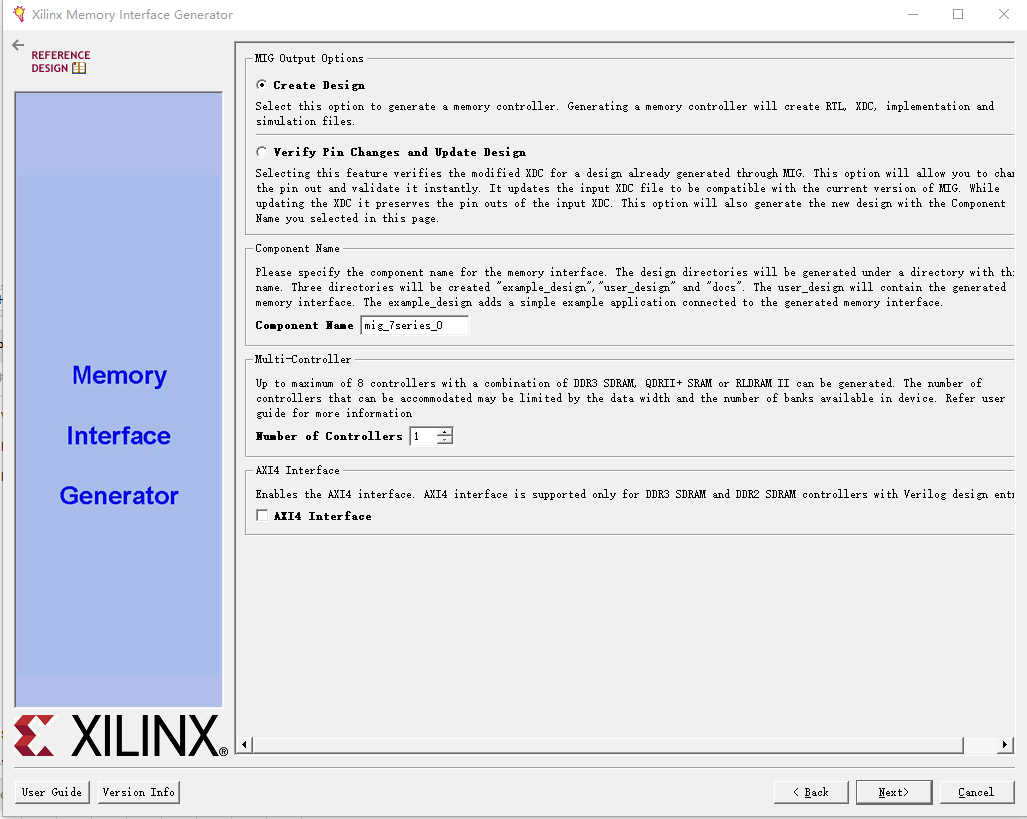 Xilinx Memory Interface Generator
REFERENCE
DESIGN
MIG Output Options
Create Design
Select this option to generate a memory controller. Generating a memory controller will create RTL, XDC, implementation and
simulation files.
Verify Pin Changes and Update Design
Selecting this feature verifies the modified XDC for a design already generated through MIG. This option will allow you to
the pin out and validate it instantly. It updates the input XDC file to be compatible with the current version of MIG. While
updating the XDC it preserves the pin outs of the input XDC. This option will also generate the new design with the Component
Name you selected in this page.
Component Name
Please specify the component name for the memory interface. The design directories will be generated under a directory with
name. Three directories will be created "example_design","user_design" and "docs". The user_design will contain the generated
memory interface. The example_design adds a simple example application connected to the generated memory interface.
Component Name mig_7series_0
Multi-Controller
Up to maximum of 8 controllers with a combination of DDR3 SDRAM, QDRII+ SRAM or RLDRAM II can be generated. The number of
controllers that can be accommodated may be limited by the data width and the number of banks available in device. Refer user
guide for more information
Number of Controllers 1
AXI4 Interface
Enables the AXI4 interface. AXI4 interface is supported only for DDR3 SDRAM and DDR2 SDRAM controllers with Verilog design
AXI4 Interface
Memory
Interface
Generator
XILINX®
User Guide
Version Info
< Back
Next>
Cancel